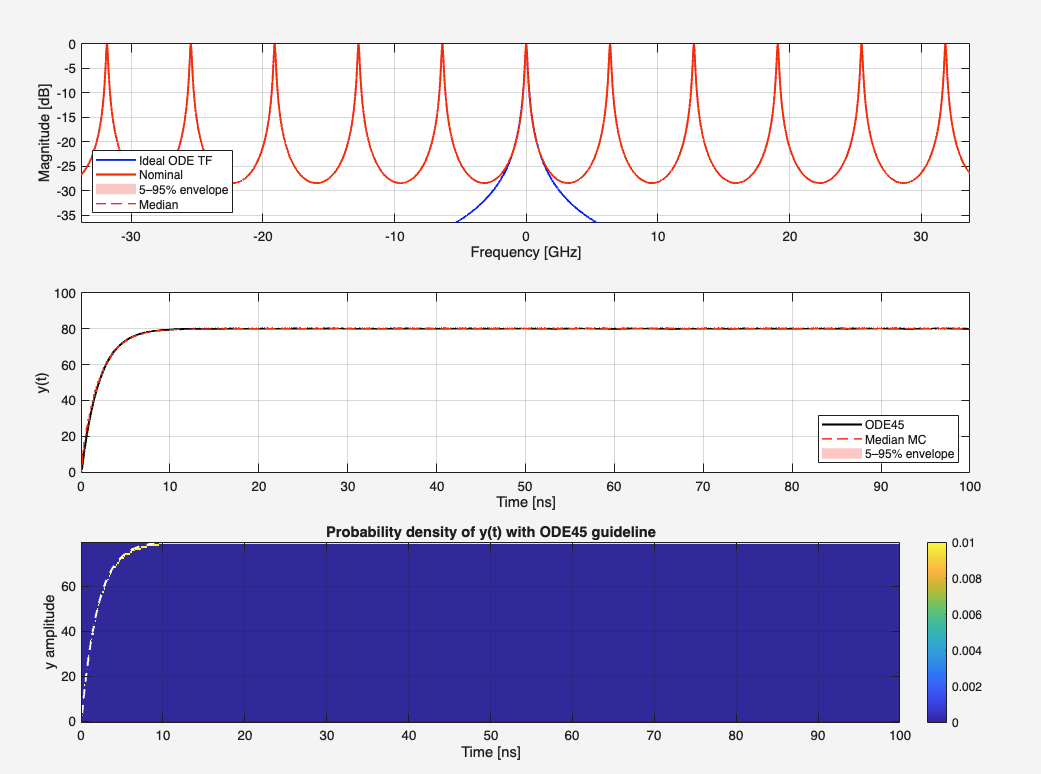 0
-5
-10
-15
-20
-25
-30
-35
Magnitude [dB]
Ideal ODE TF
Nominal
5–95% envelope
Median
-30 -20 -10 0 10 20 30
Frequency [GHz]
100
80
60
40
20
0
y(t)
ODE45
Median MC
5–95% envelope
0 10 20 30 40 50 60 70 80 90 100
Time [ns]
Probability density of y(t) with ODE45 guideline
60
40
20
0
y amplitude
0 10 20 30 40 50 60 70 80 90 100
Time [ns]
0.01
0.008
0.006
0.004
0.002
0